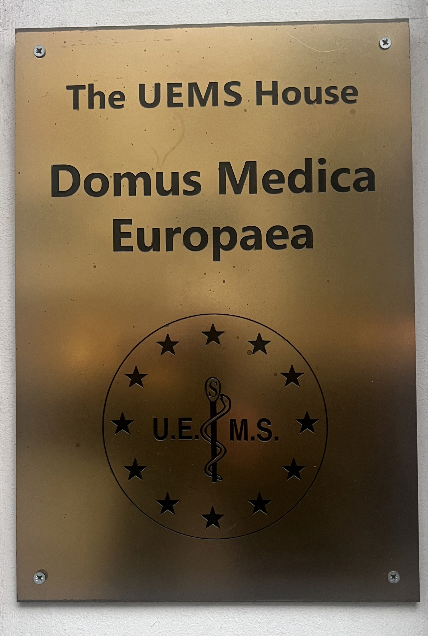 The UEMS House
Domus Medica
Europaea
S
U.E. M.S.